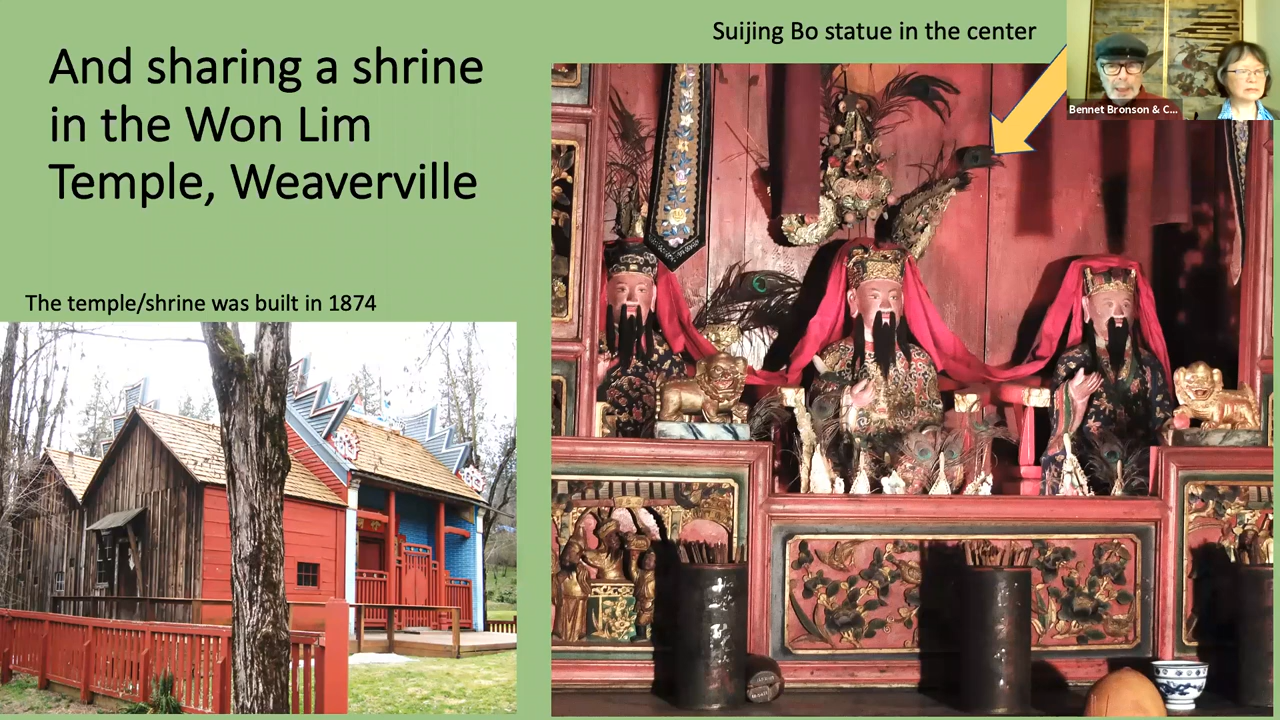 And sharing a shrine
in the Won Lim
Temple, Weaverville
The temple/shrine was built in 1874
Suijing Bo statue in the center
Bennet Bronson & C...